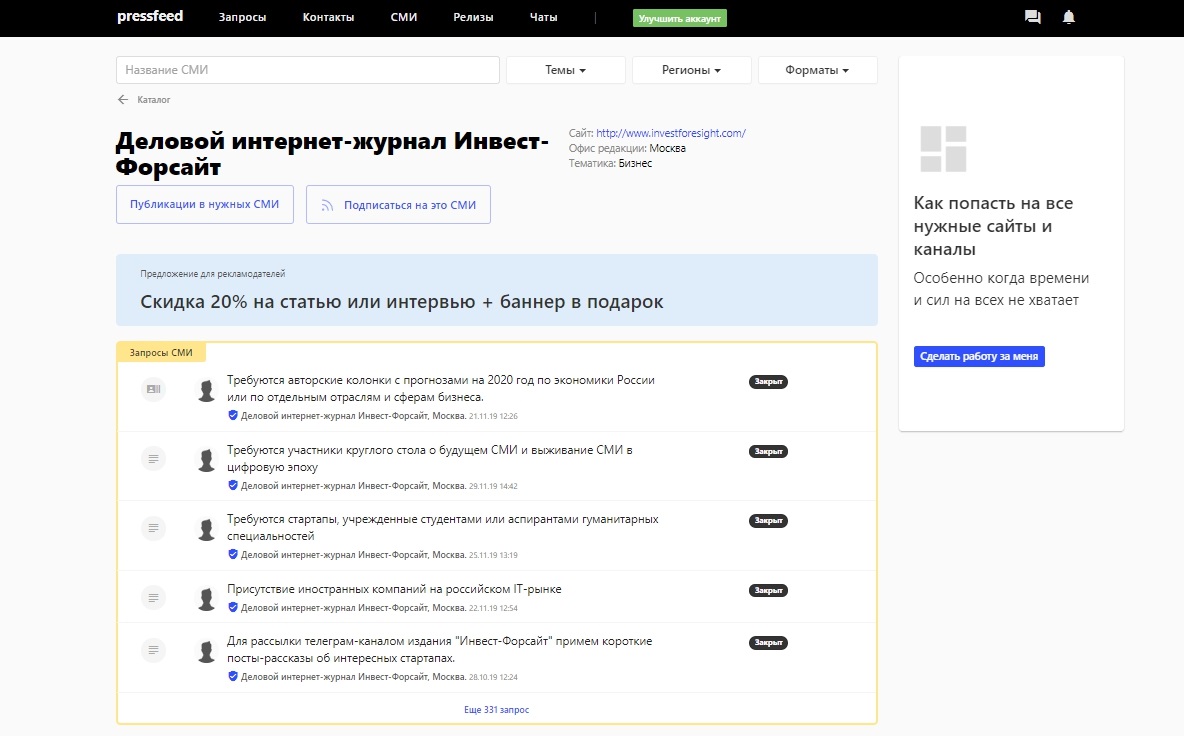 pressfeed
Запросы
Контакты
СМИ
Релизы
Чаты
Улучшить аккаунт
Название СМИ
Темы
Регионы
Форматы
Каталог
Деловой интернет-журнал Инвест-
Форсайт
Сайт: http://www.investforesight.com/
Офис редакции: Москва
Тематика: Бизнес
Публикации в нужных СМИ
Подписаться на это СМИ
Предложение для рекламодателей
Скидка 20% на статью или интервью + баннер в подарок
Запросы СМИ
Требуются авторские колонки с прогнозами на 2020 год по экономики России
или по отдельным отраслям и сферам бизнеса.
Деловой интернет-журнал Инвест-Форсайт, Москва. 21.11.19 12:26
Закрыт
Требуются участники круглого стола о будущем СМИ и выживание СМИ в
цифровую эпоху
Деловой интернет-журнал Инвест-Форсайт, Москва. 29.11.19 14:42
Закрыт
Требуются стартапы, учрежденные студентами или аспирантами гуманитарных
специальностей
Деловой интернет-журнал Инвест-Форсайт, Москва. 25.11.19 13:19
Закрыт
Присутствие иностранных компаний на российском IT-рынке
Деловой интернет-журнал Инвест-Форсайт, Москва. 22.11.19 12:54
Закрыт
Для рассылки телеграм-каналом издания "Инвест-Форсайт" примем короткие
посты-рассказы об интересных стартапах.
Деловой интернет-журнал Инвест-Форсайт, Москва. 28.10.19 12:24
Закрыт
Еще 331 запрос
Как попасть на все
нужные сайты и
каналы
Особенно когда времени
и сил на всех не хватает
Сделать работу за меня